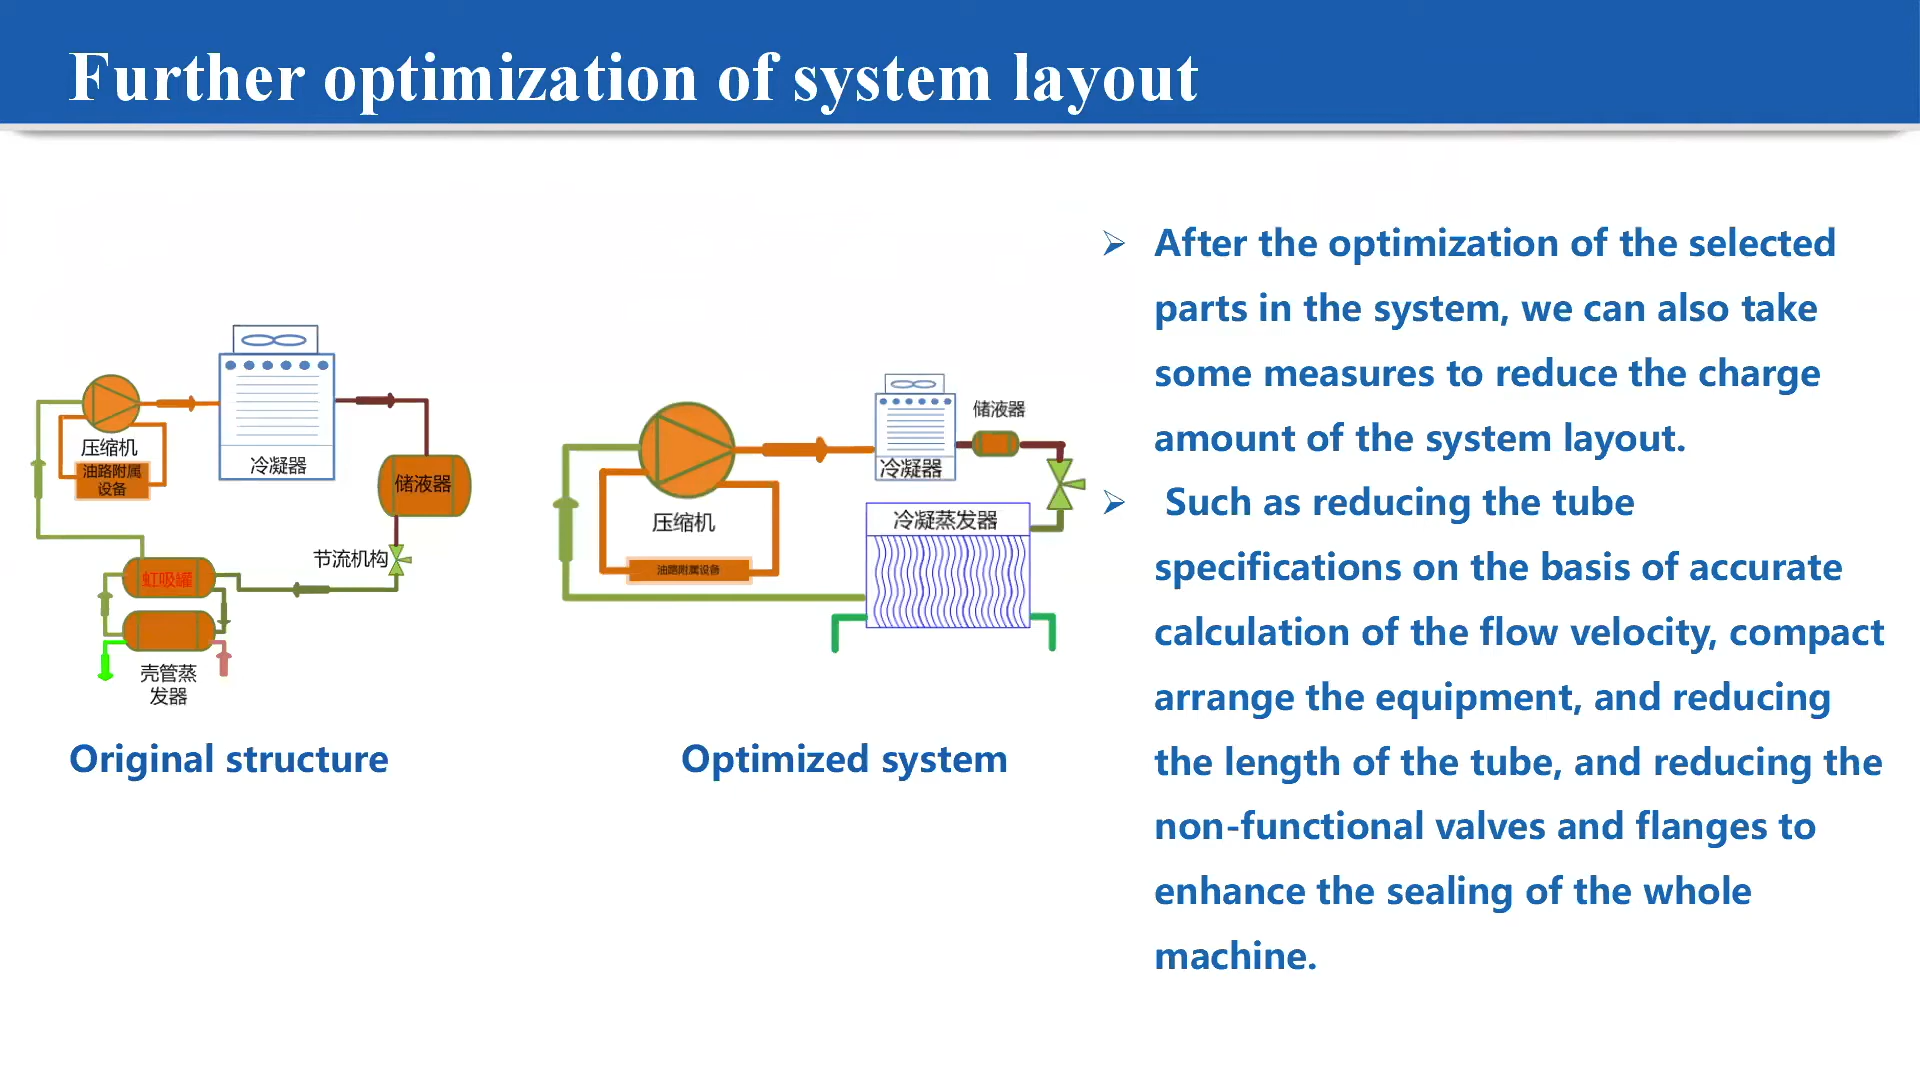 Further optimization of system layout
压缩机
油路附属
设备
冷凝器
储液器
节流机构
虹吸罐
壳管蒸
发器
Original structure
储液器
冷凝器
压缩机
冷凝蒸发器
油路附属设备
Optimized system
After the optimization of the selected
parts in the system, we can also take
some measures to reduce the charge
amount of the system layout.
Such as reducing the tube
specifications on the basis of accurate
calculation of the flow velocity, compact
arrange the equipment, and reducing
the length of the tube, and reducing the
non-functional valves and flanges to
enhance the sealing of the whole
machine.